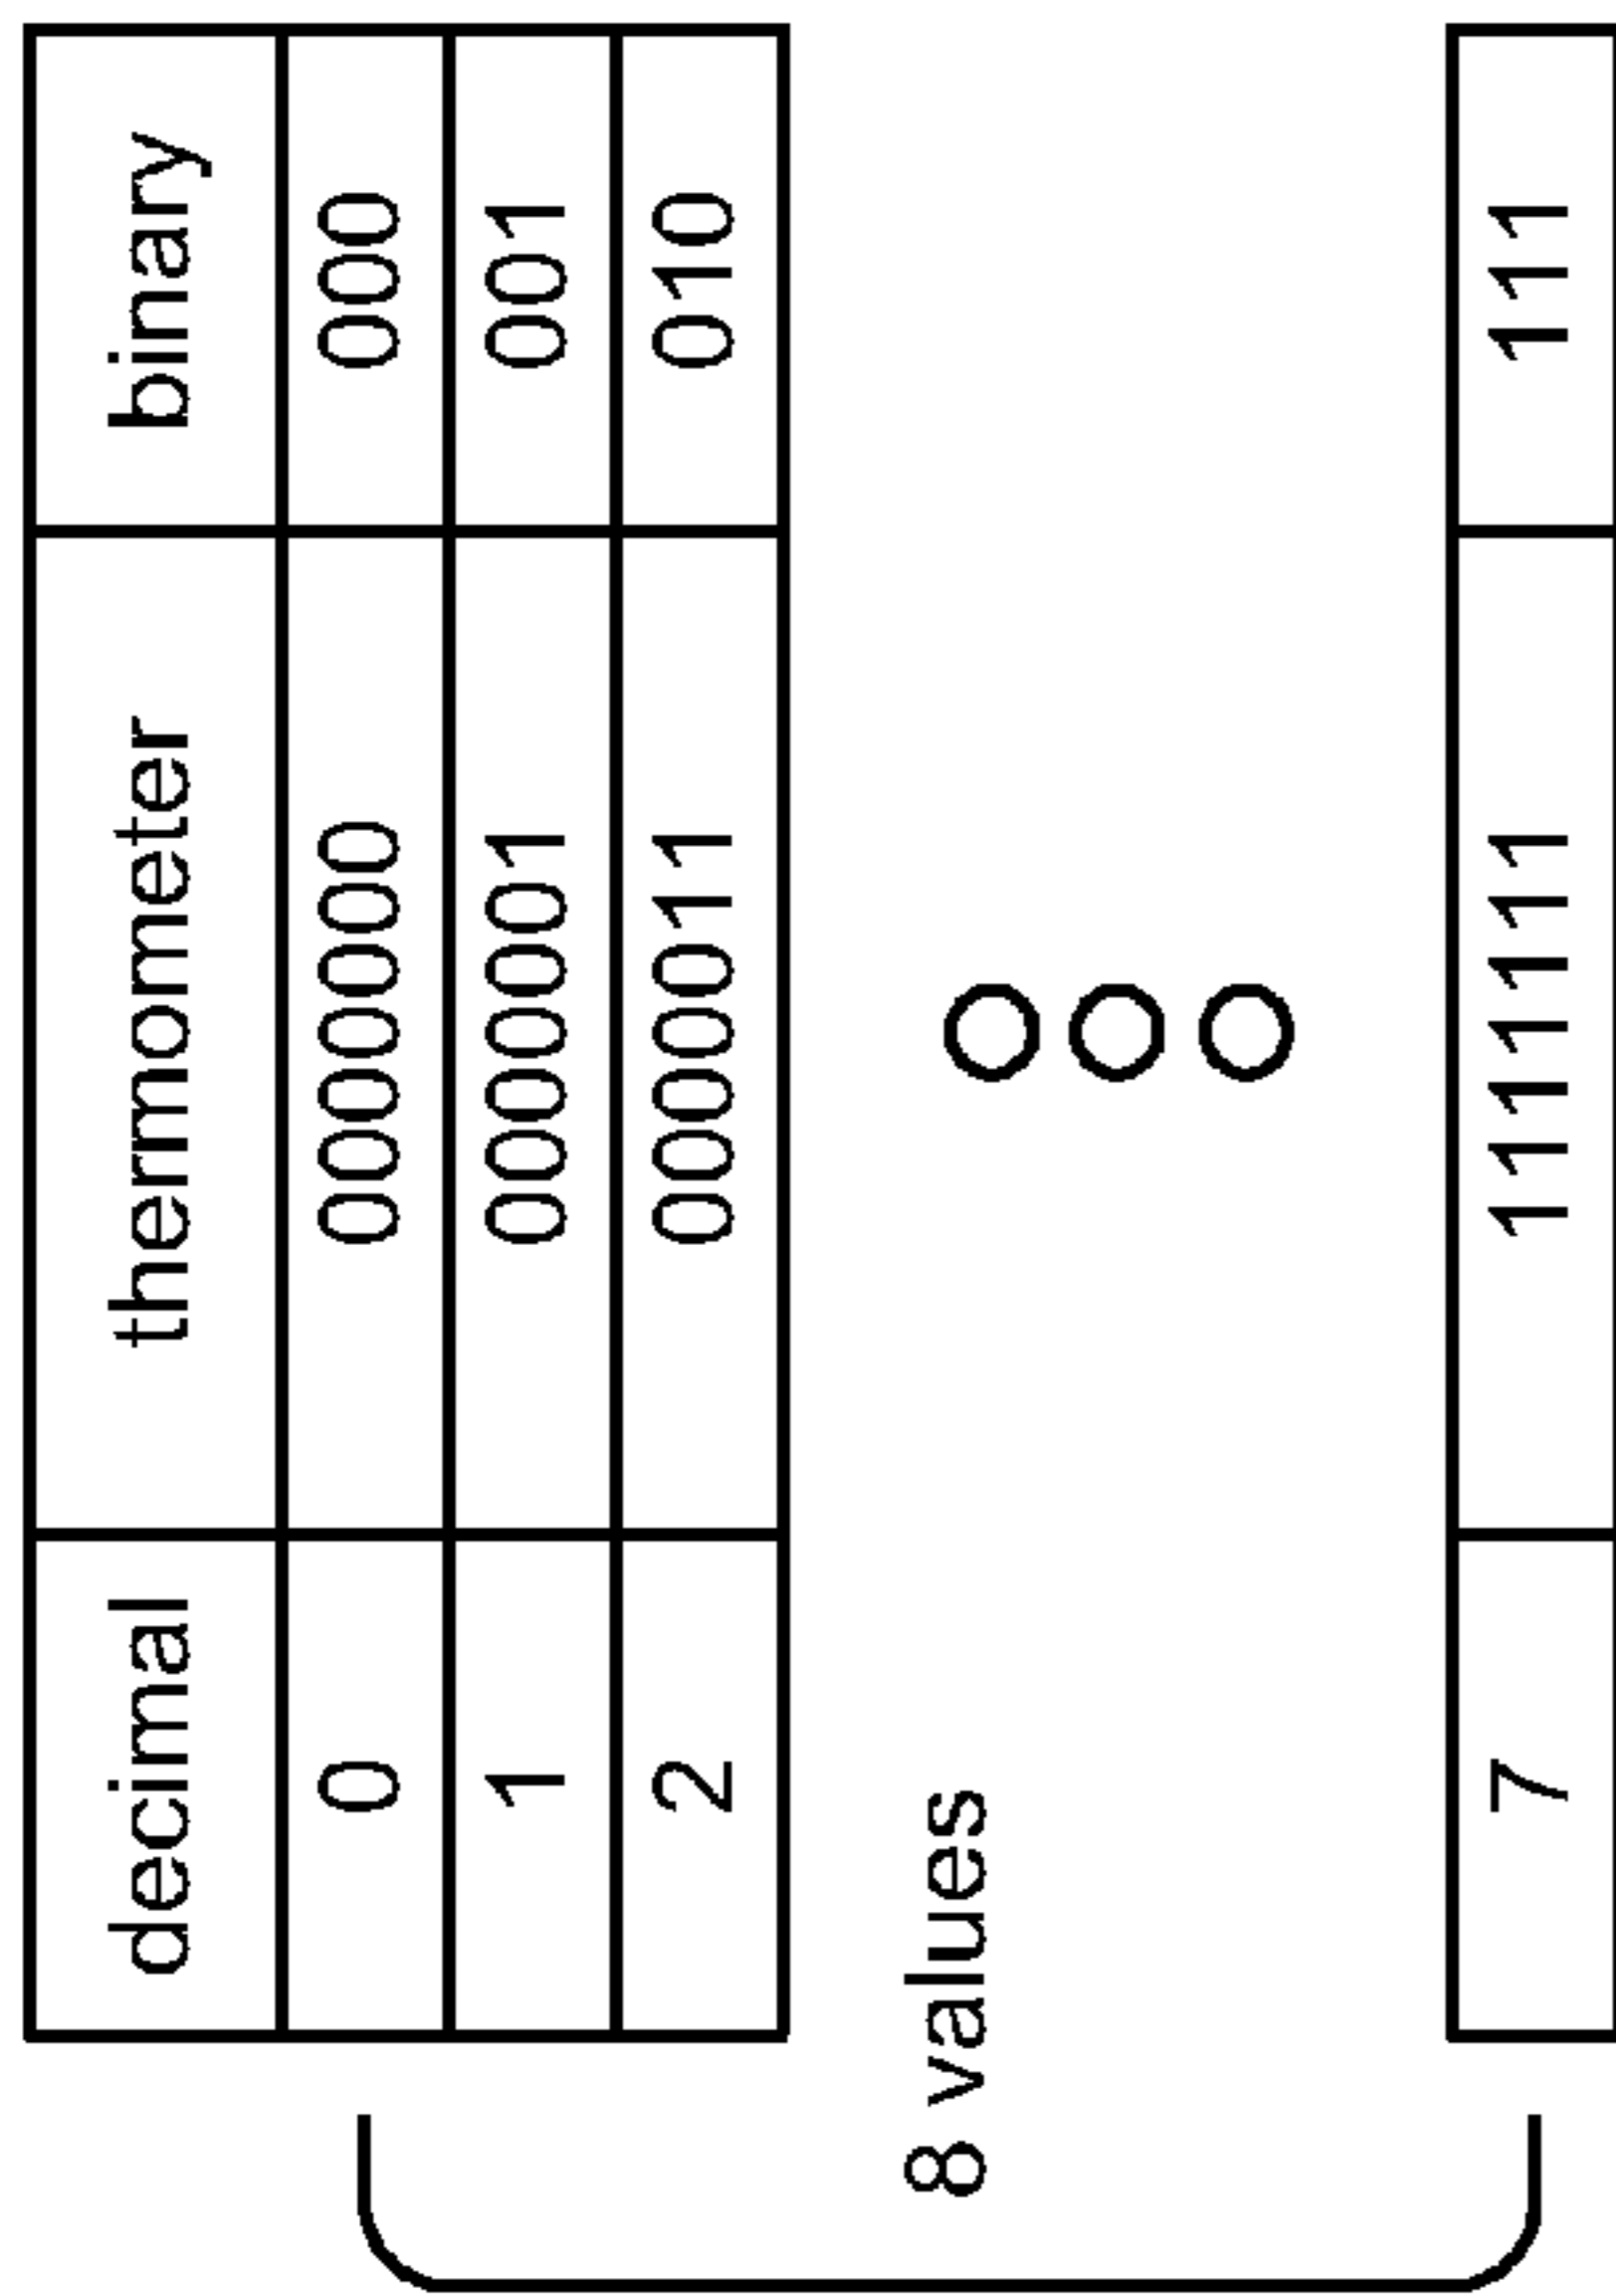 decimal thermometer binary
0 0000000 000
1 0000001 001
2 0000011 010
8 values
7 1111111 111